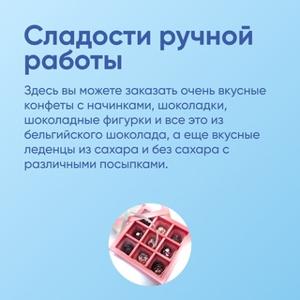 Сладости ручной
работы
Здесь вы можете заказать очень вкусные
конфеты с начинками, шоколадки,
шоколадные фигурки и все это из
бельгийского шоколада, а еще вкусные
леденцы из сахара и без сахара с
различными посыпками.